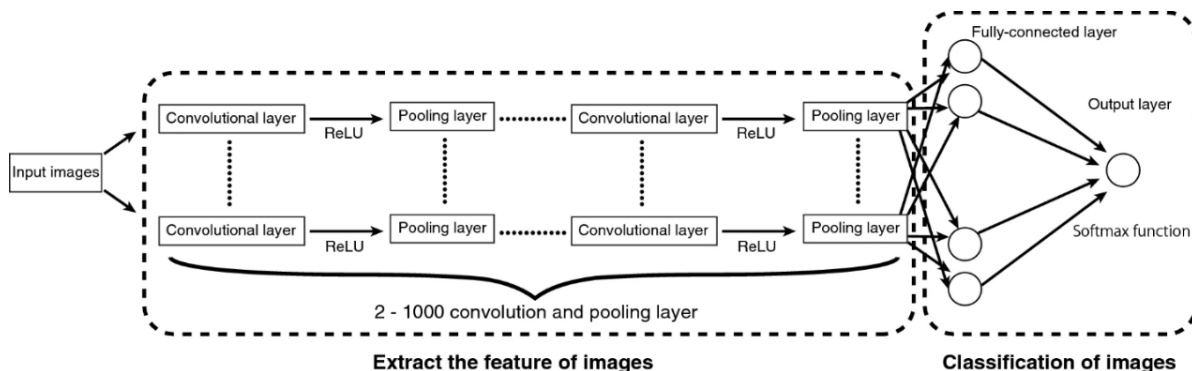 Fully-connected layer
Convolutional layer
ReLU
Pooling layer
Convolutional layer
ReLU
Pooling layer
Output layer
Input images
Convolutional layer
ReLU
Pooling layer
Convolutional layer
ReLU
Pooling layer
Softmax function
2 - 1000 convolution and pooling layer
Extract the feature of images
Classification of images